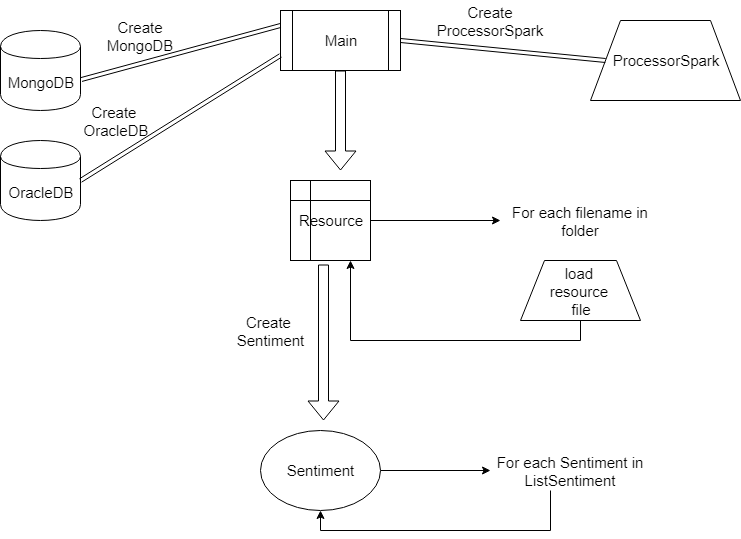 Create
MongoDB
Main
Create
ProcessorSpark
ProcessorSpark
MongoDB
Create
OracleDB
OracleDB
Resource
For each filename in
folder
load
resource
file
Create
Sentiment
Sentiment
For each Sentiment in
ListSentiment